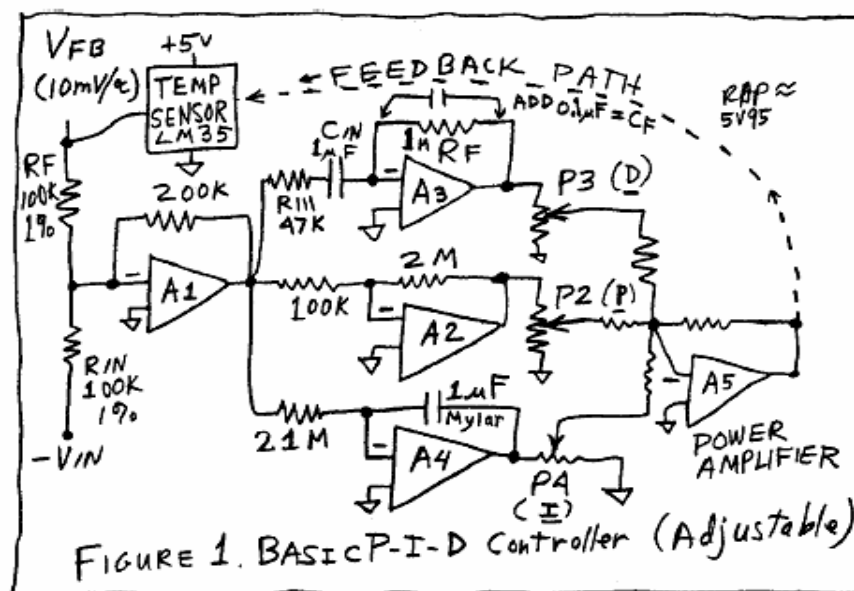 VFB
(10mV/°C)
+5V
TEMP
SENSOR
LM35
FEEDBACK PATH
ADD 0.1µF = CF
RAP ≈
5V95
CIN
1µF
1M
RF
RF
100K
1%
200K
RIII
47K
A3
P3 (D)
A1
100K
2M
A2
P2 (P)
RIN
100K
1%
-VIN
21M
1µF
Mylar
A4
P4
(I)
A5
POWER
AMPLIFIER
FIGURE 1. BASIC P-I-D Controller (Adjustable)